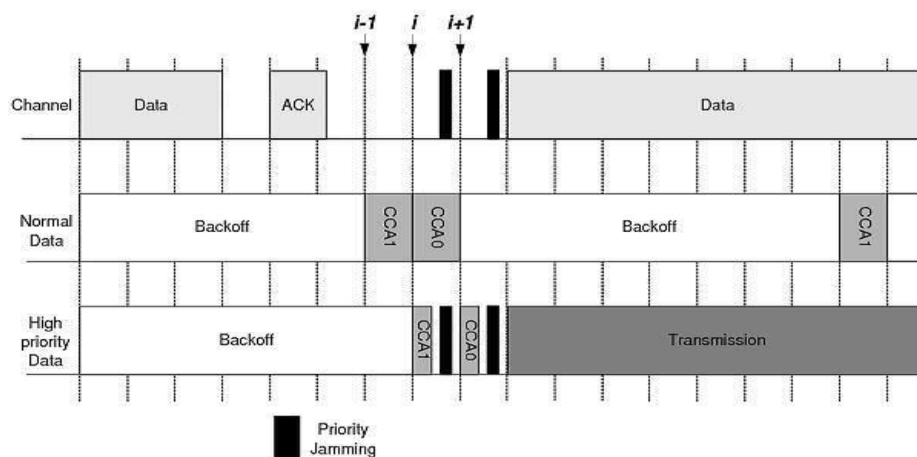 i-1 i i+1
Channel Data ACK Data
Normal
Data
Backoff CCA1 CCA0 Backoff CCA1
High
priority
Data
Backoff CCA1 CCA0 Transmission
Priority
Jamming